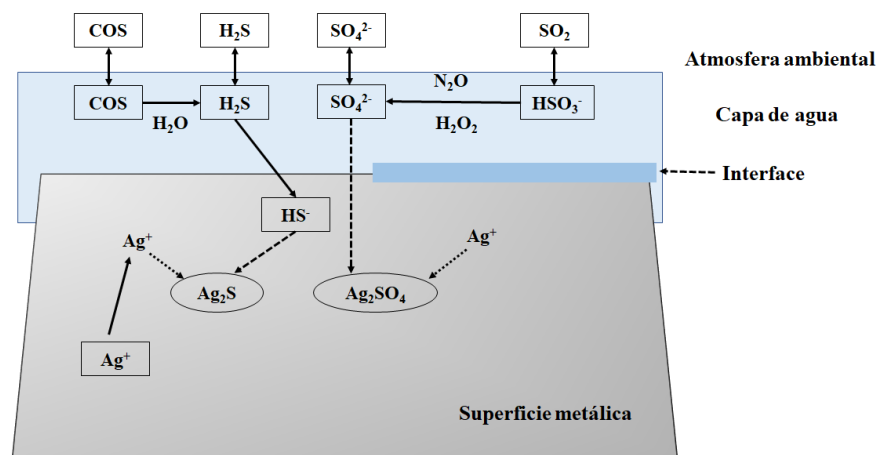 COS H₂S SO₄²⁻ SO₂
Atmosfera ambiental
N₂O
COS H₂S SO₄²⁻ HSO₃⁻
H₂O H₂O₂
Capa de agua
Interface
HS⁻
Ag⁺ Ag⁺
Ag₂S Ag₂SO₄
Ag⁺
Superficie metálica